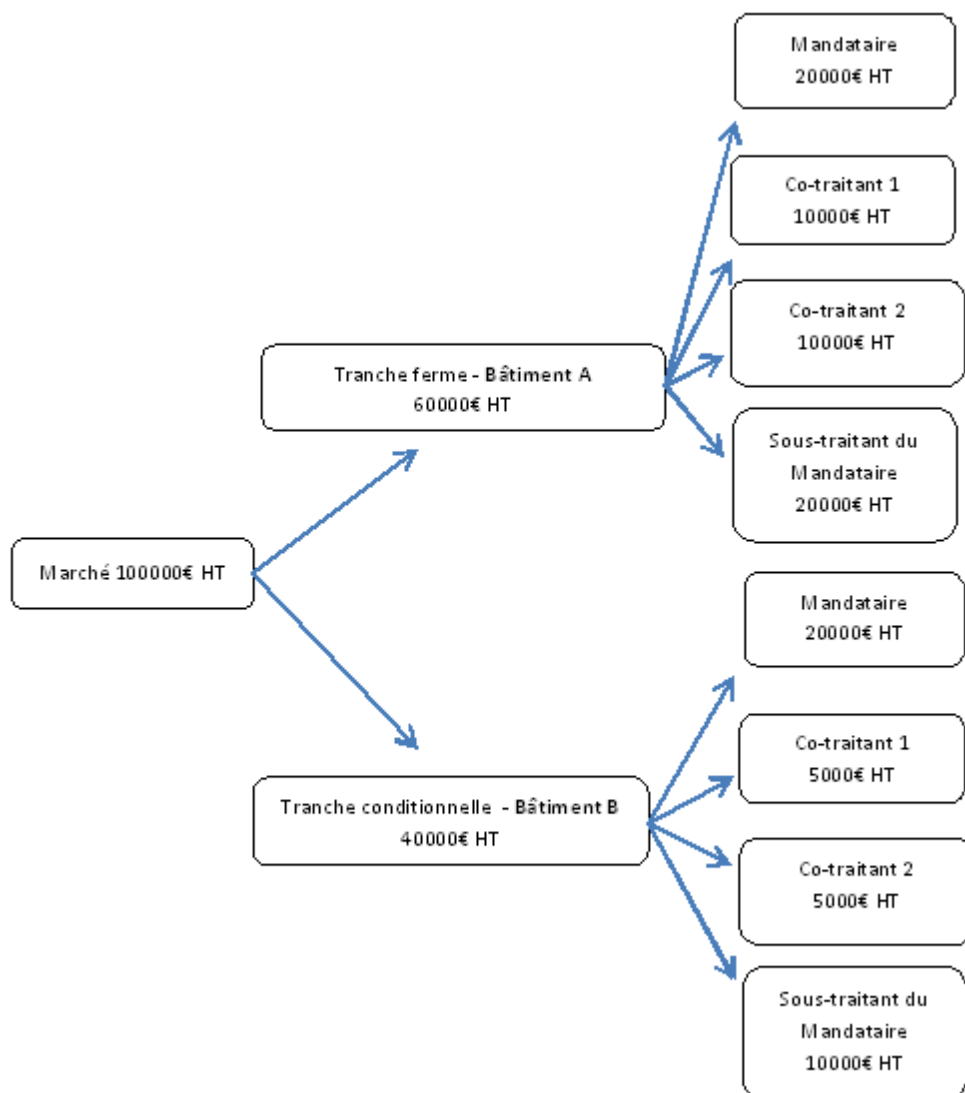 Mandataire
20000€ HT
Co-traitant 1
10000€ HT
Co-traitant 2
10000€ HT
Tranche ferme - Bâtiment A
60000€ HT
Sous-traitant du
Mandataire
20000€ HT
Marché 100000€ HT
Mandataire
20000€ HT
Co-traitant 1
5000€ HT
Tranche conditionnelle - Bâtiment B
40000€ HT
Co-traitant 2
5000€ HT
Sous-traitant du
Mandataire
10000€ HT